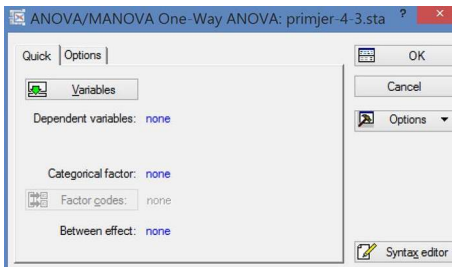 ANOVA/MANOVA One-Way ANOVA: primjer-4-3.sta ? ×
Quick Options
OK
Variables
Cancel
Dependent variables: none
Options
Categorical factor: none
Factor codes: none
Between effect: none
Syntax editor